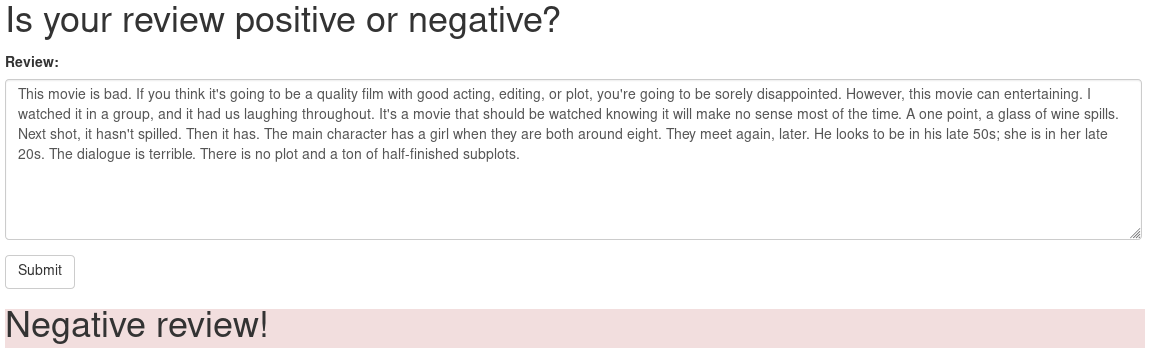 Is your review positive or negative?
Review:
This movie is bad. If you think it's going to be a quality film with good acting, editing, or plot, you're going to be sorely disappointed. However, this movie can entertaining. I
watched it in a group, and it had us laughing throughout. It's a movie that should be watched knowing it will make no sense most of the time. A one point, a glass of wine spills.
Next shot, it hasn't spilled. Then it has. The main character has a girl when they are both around eight. They meet again, later. He looks to be in his late 50s; she is in her late
20s. The dialogue is terrible. There is no plot and a ton of half-finished subplots.
Submit
Negative review!